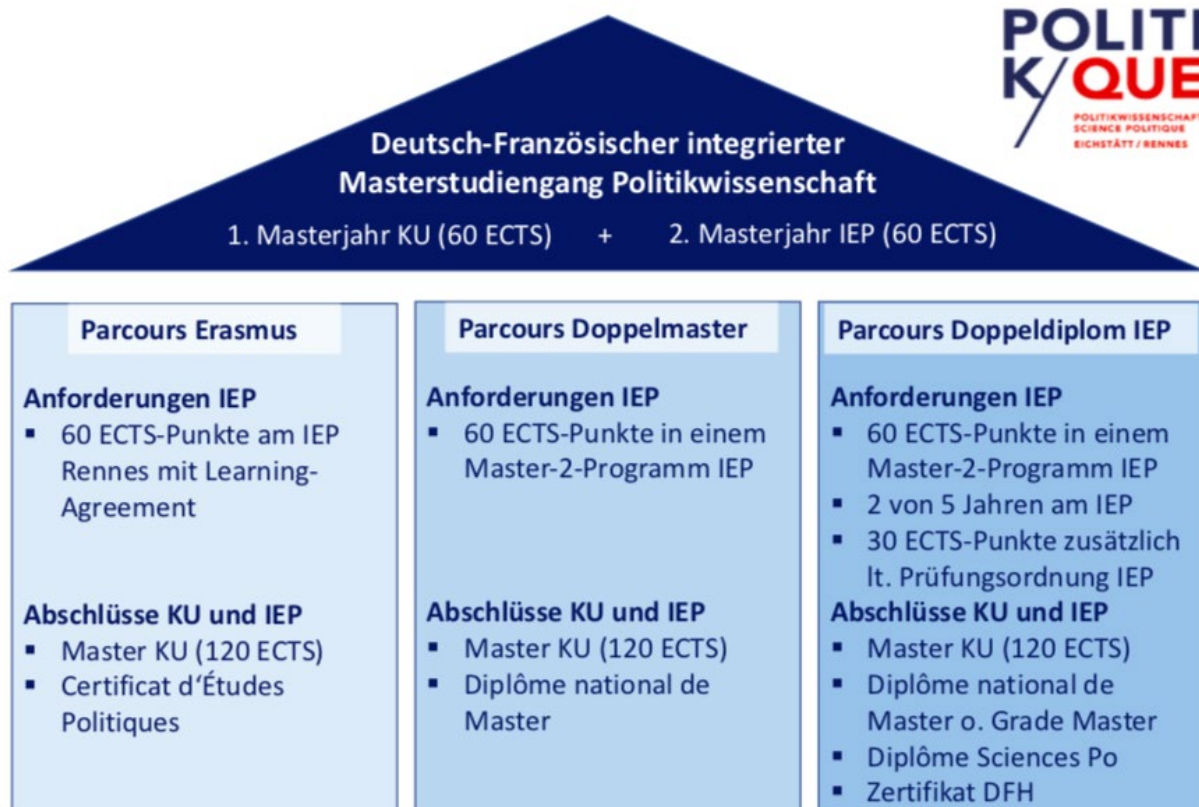 POLITI
K/QUE
POLITIKWISSENSCHAFT
SCIENCE POLITIQUE
EICHSTÄTT / RENNES
Deutsch-Französischer integrierter
Masterstudiengang Politikwissenschaft
1. Masterjahr KU (60 ECTS) + 2. Masterjahr IEP (60 ECTS)
Parcours Erasmus
Anforderungen IEP
▪ 60 ECTS-Punkte am IEP
Rennes mit Learning-
Agreement
Abschlüsse KU und IEP
▪ Master KU (120 ECTS)
▪ Certificat d‘Études
Politiques
Parcours Doppelmaster
Anforderungen IEP
▪ 60 ECTS-Punkte in einem
Master-2-Programm IEP
Abschlüsse KU und IEP
▪ Master KU (120 ECTS)
▪ Diplôme national de
Master
Parcours Doppeldiplom IEP
Anforderungen IEP
▪ 60 ECTS-Punkte in einem
Master-2-Programm IEP
▪ 2 von 5 Jahren am IEP
▪ 30 ECTS-Punkte zusätzlich
lt. Prüfungsordnung IEP
Abschlüsse KU und IEP
▪ Master KU (120 ECTS)
▪ Diplôme national de
Master o. Grade Master
▪ Diplôme Sciences Po
▪ Zertifikat DFH